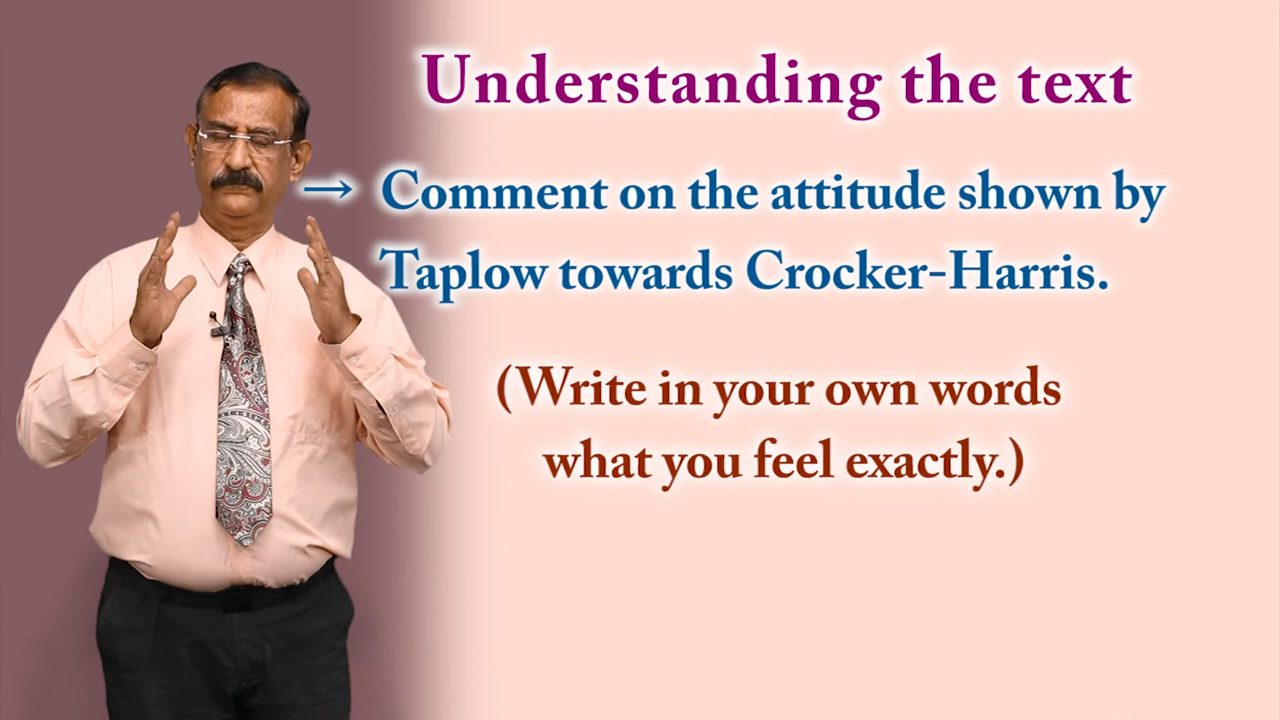 Understanding the text
→ Comment on the attitude shown by
Taplow towards Crocker-Harris.
(Write in your own words
what you feel exactly.)